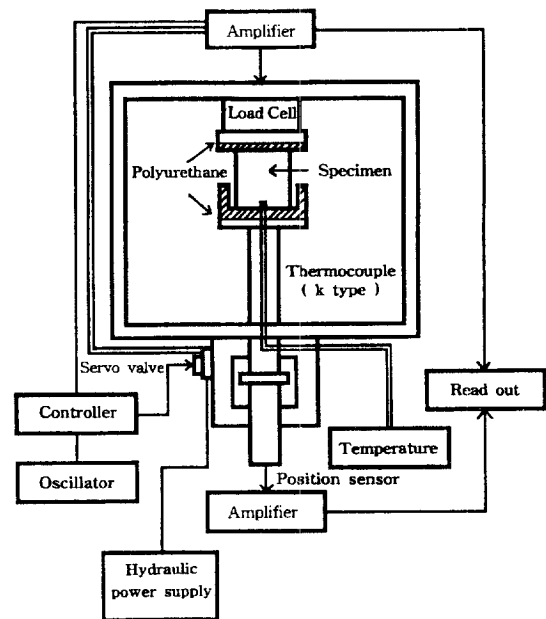 Amplifier
Load Cell
Polyurethane
Specimen
Thermocouple
( k type )
Servo valve
Controller
Read out
Temperature
Oscillator
Position sensor
Amplifier
Hydraulic
power supply